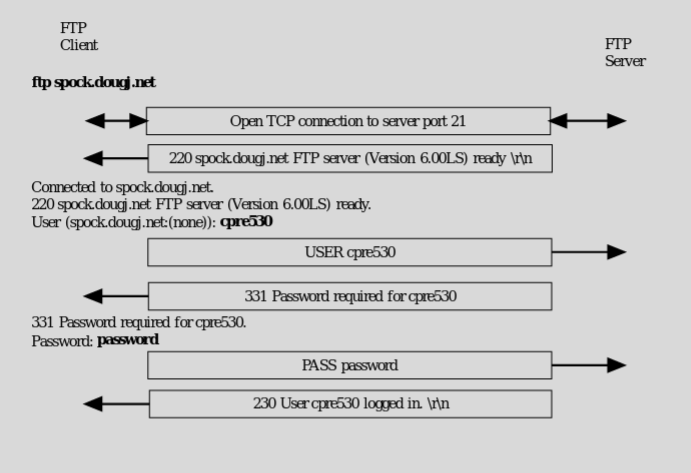 FTP
Client
FTP
Server
ftp spock.dougj.net
Open TCP connection to server port 21
220 spock.dougj.net FTP server (Version 6.00LS) ready \r\n
Connected to spock.dougj.net.
220 spock.dougj.net FTP server (Version 6.00LS) ready.
User (spock.dougj.net:(none)): cpre530
USER cpre530
331 Password required for cpre530
331 Password required for cpre530.
Password: password
PASS password
230 User cpre530 logged in. \r\n